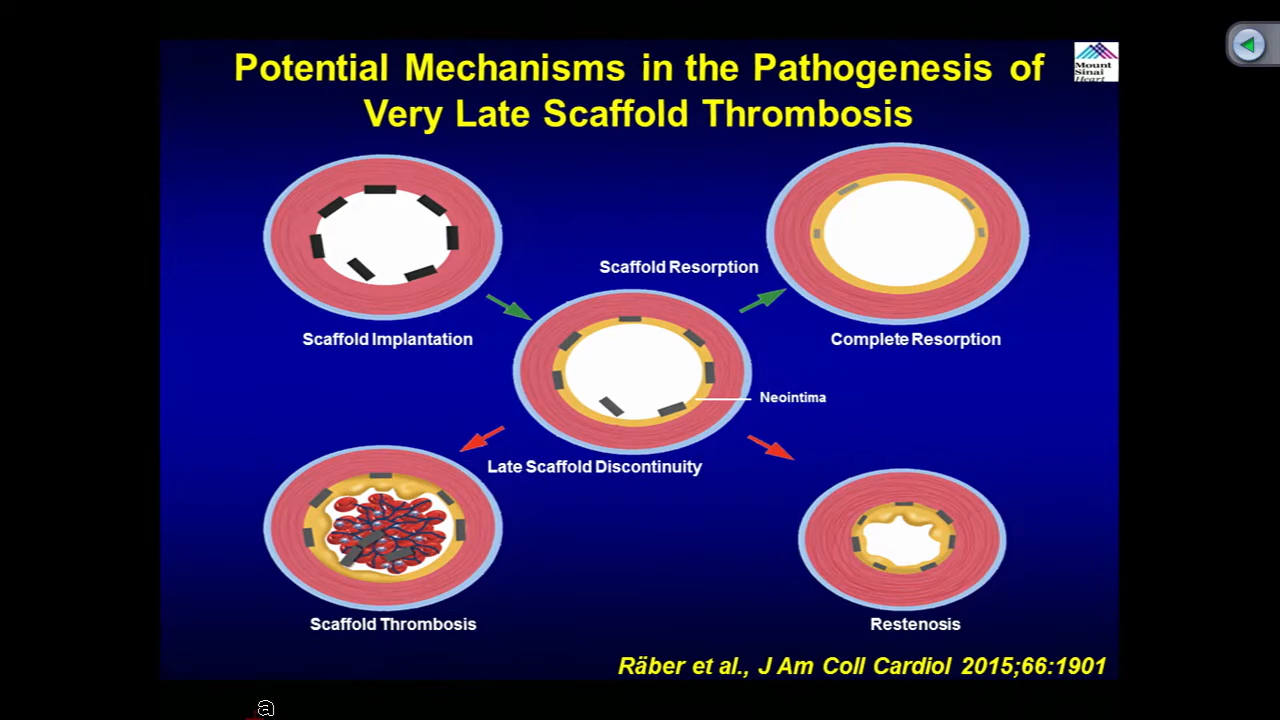 Potential Mechanisms in the Pathogenesis of
Very Late Scaffold Thrombosis
Mount
Sinai
Heart
Scaffold Resorption
Scaffold Implantation
Complete Resorption
Neointima
Late Scaffold Discontinuity
Scaffold Thrombosis
Restenosis
Räber et al., J Am Coll Cardiol 2015;66:1901
a